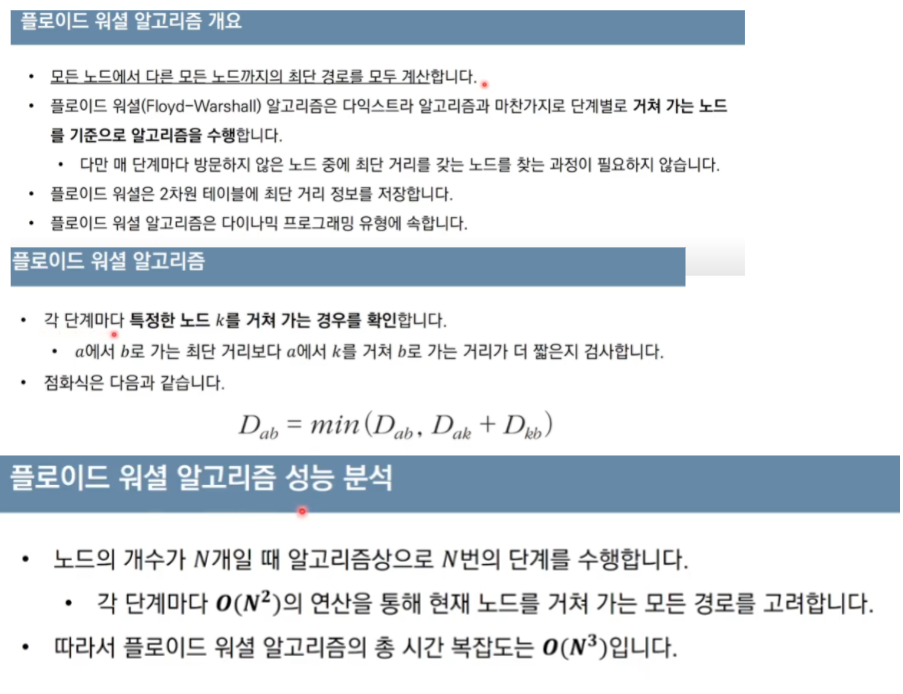 플로이드 워셜 알고리즘 개요
• 모든 노드에서 다른 모든 노드까지의 최단 경로를 모두 계산합니다.
• 플로이드 워셜(Floyd-Warshall) 알고리즘은 다익스트라 알고리즘과 마찬가지로 단계별로 거쳐 가는 노드
를 기준으로 알고리즘을 수행합니다.
• 다만 매 단계마다 방문하지 않은 노드 중에 최단 거리를 갖는 노드를 찾는 과정이 필요하지 않습니다.
• 플로이드 워셜은 2차원 테이블에 최단 거리 정보를 저장합니다.
• 플로이드 워셜 알고리즘은 다이나믹 프로그래밍 유형에 속합니다.
플로이드 워셜 알고리즘
• 각 단계마다 특정한 노드 k를 거쳐 가는 경우를 확인합니다.
• a에서 b로 가는 최단 거리보다 a에서 k를 거쳐 b로 가는 거리가 더 짧은지 검사합니다.
• 점화식은 다음과 같습니다.
D_ab = min(D_ab, D_ak + D_kb)
플로이드 워셜 알고리즘 성능 분석
• 노드의 개수가 N개일 때 알고리즘상으로 N번의 단계를 수행합니다.
• 각 단계마다 O(N²)의 연산을 통해 현재 노드를 거쳐 가는 모든 경로를 고려합니다.
• 따라서 플로이드 워셜 알고리즘의 총 시간 복잡도는 O(N³)입니다.